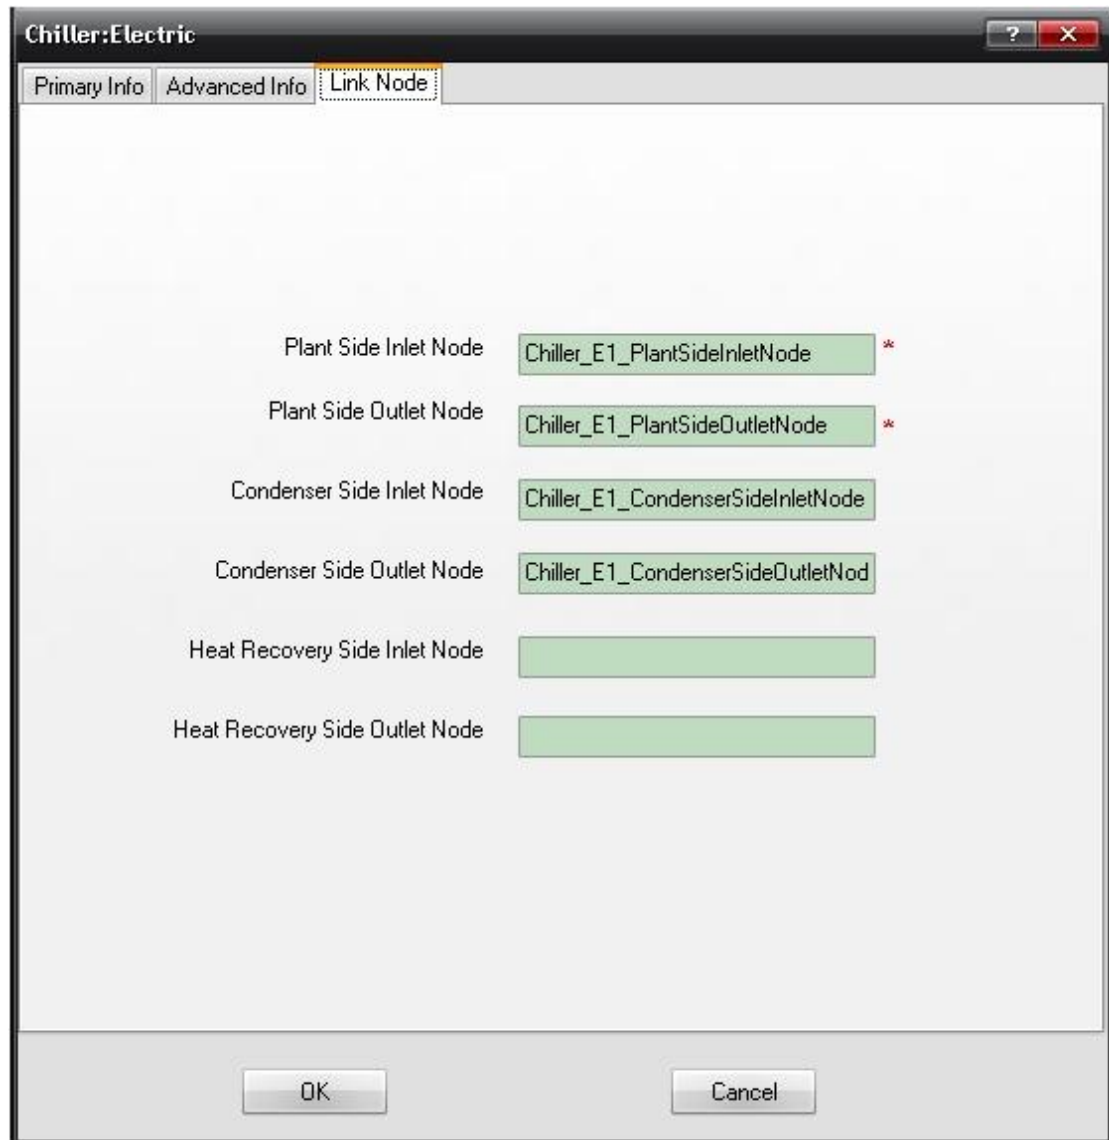 Chiller:Electric
? X
Primary Info Advanced Info Link Node
Plant Side Inlet Node Chiller_E1_PlantSideInletNode *
Plant Side Outlet Node Chiller_E1_PlantSideOutletNode *
Condenser Side Inlet Node Chiller_E1_CondenserSideInletNode
Condenser Side Outlet Node Chiller_E1_CondenserSideOutletNod
Heat Recovery Side Inlet Node
Heat Recovery Side Outlet Node
OK Cancel